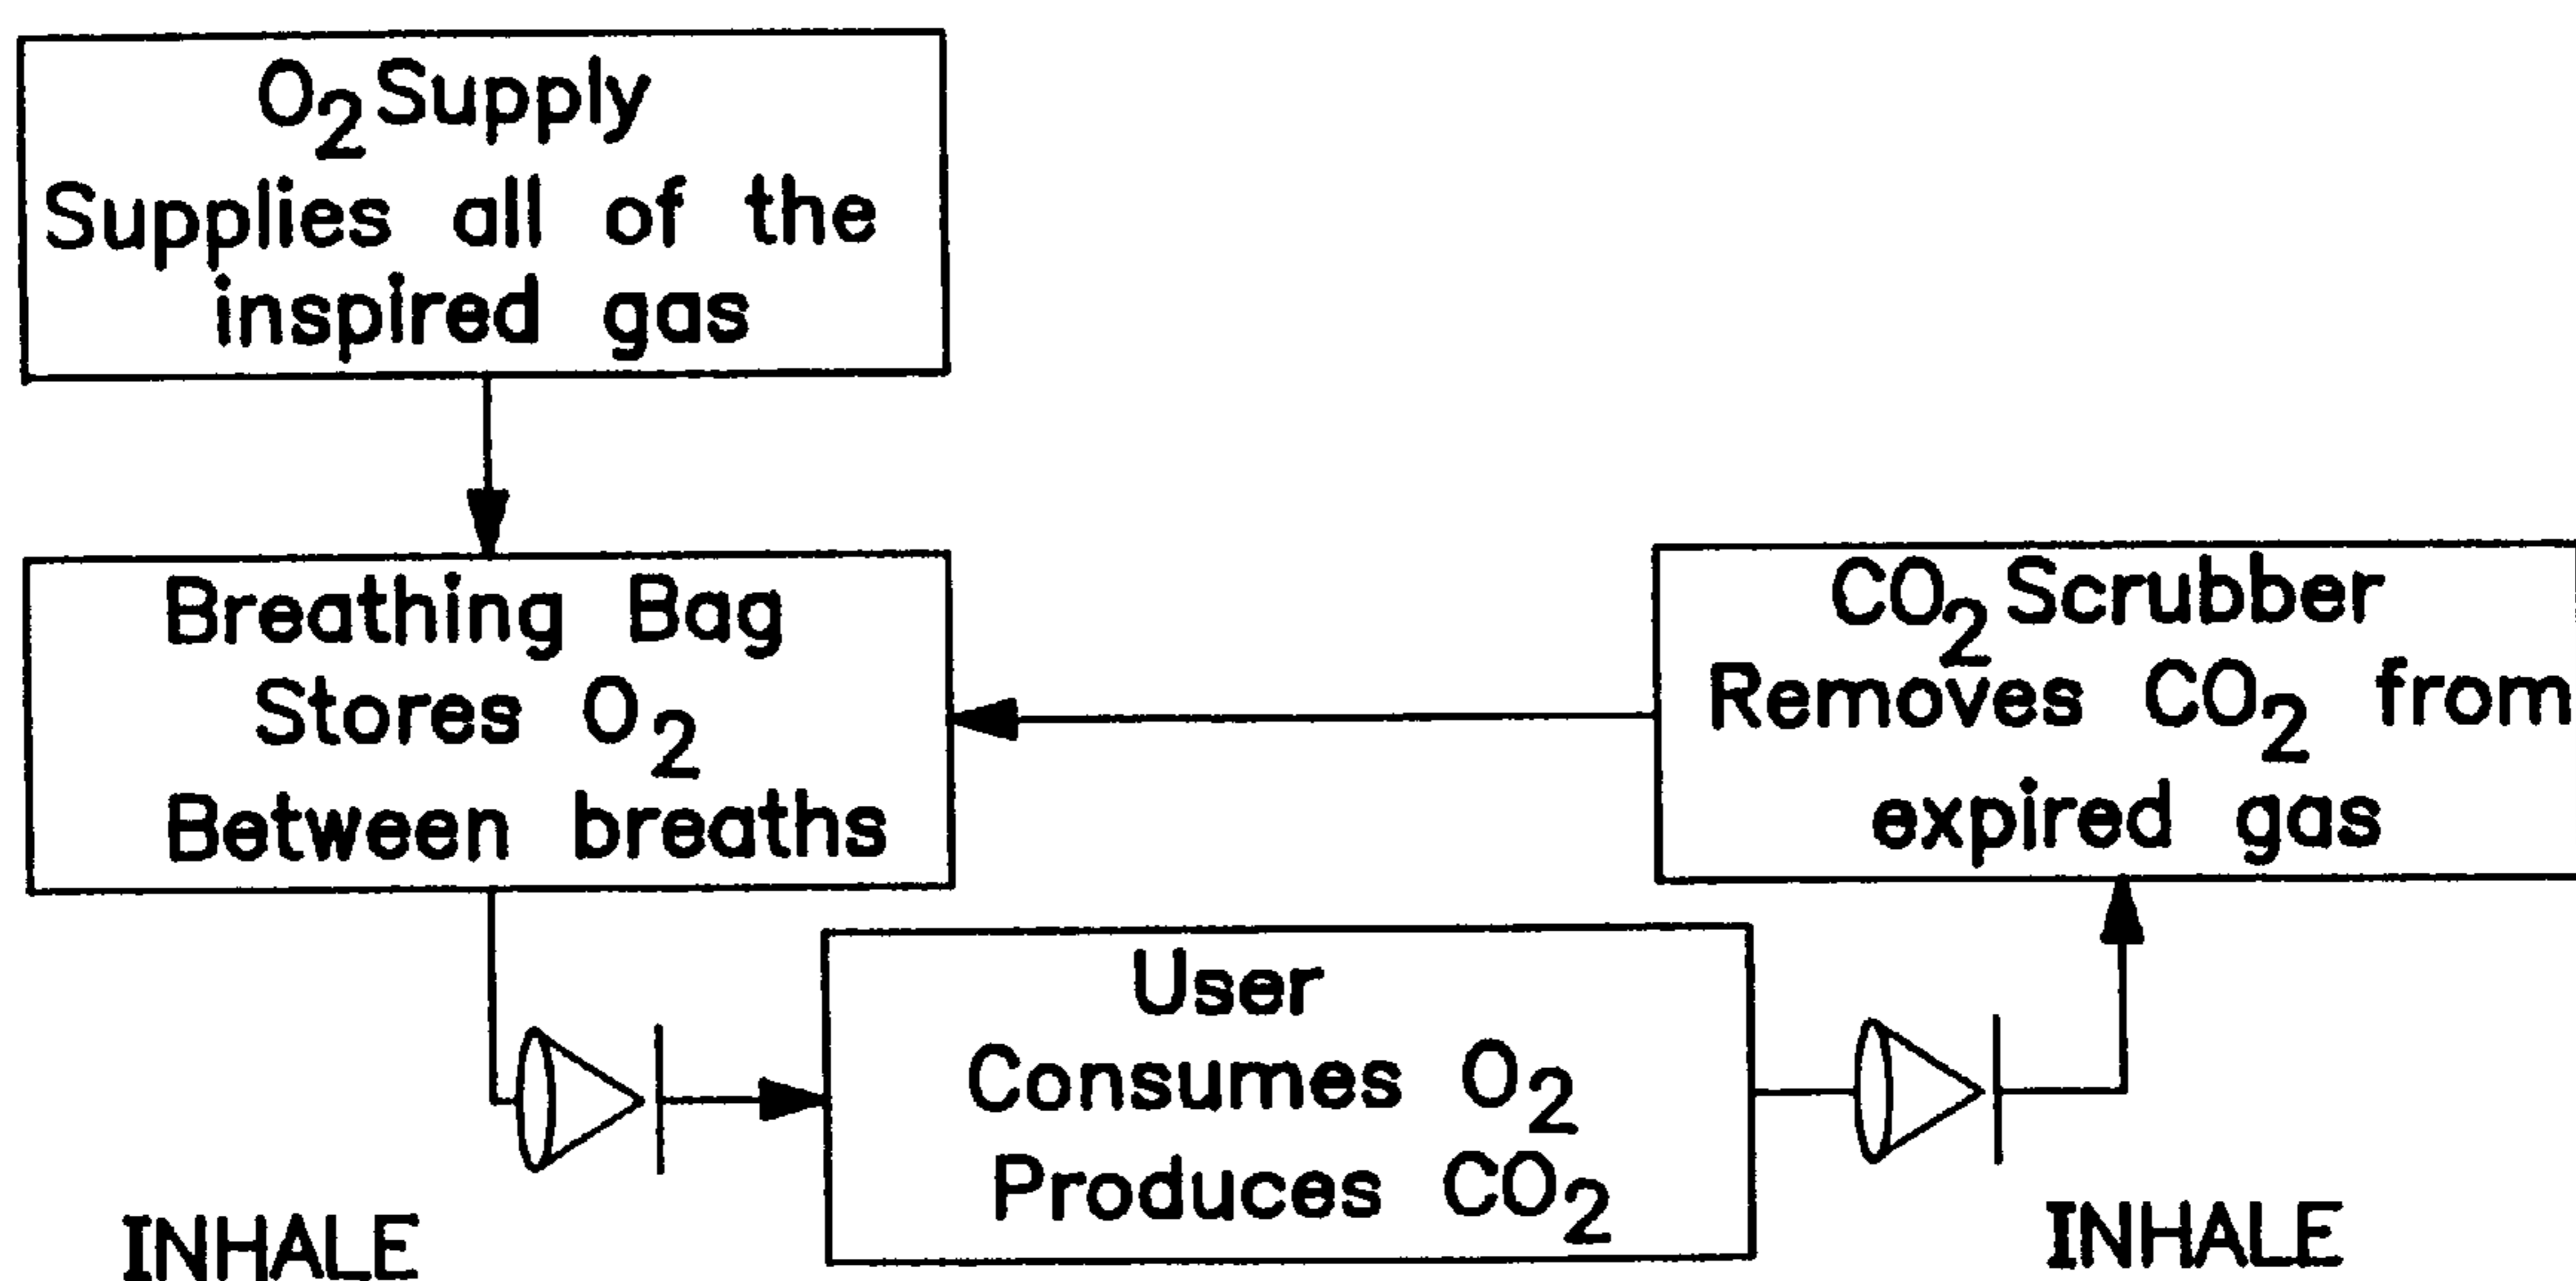 O2 Supply
Supplies all of the
inspired gas
Breathing Bag
Stores O2
Between breaths
CO2 Scrubber
Removes CO2 from
expired gas
User
Consumes O2
Produces CO2
INHALE
INHALE